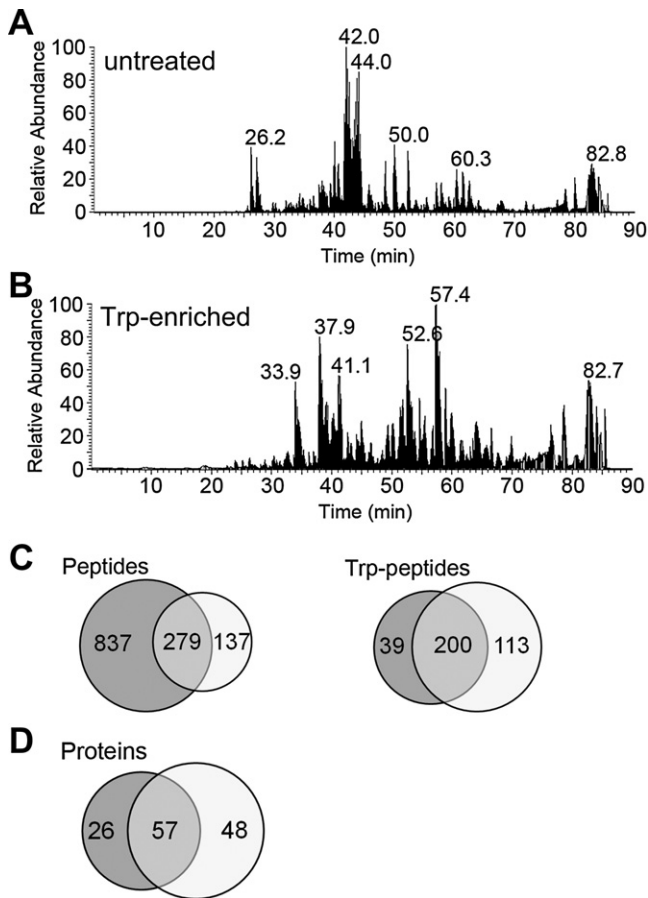 A
untreated
Relative Abundance
100
80
60
40
20
0
26.2
42.0
44.0
50.0
60.3
82.8
10 20 30 40 50 60 70 80 90
Time (min)
B
Trp-enriched
Relative Abundance
100
80
60
40
20
0
33.9
37.9
41.1
52.6
57.4
82.7
10 20 30 40 50 60 70 80 90
Time (min)
C
Peptides
837 279 137
Trp-peptides
39 200 113
D
Proteins
26 57 48